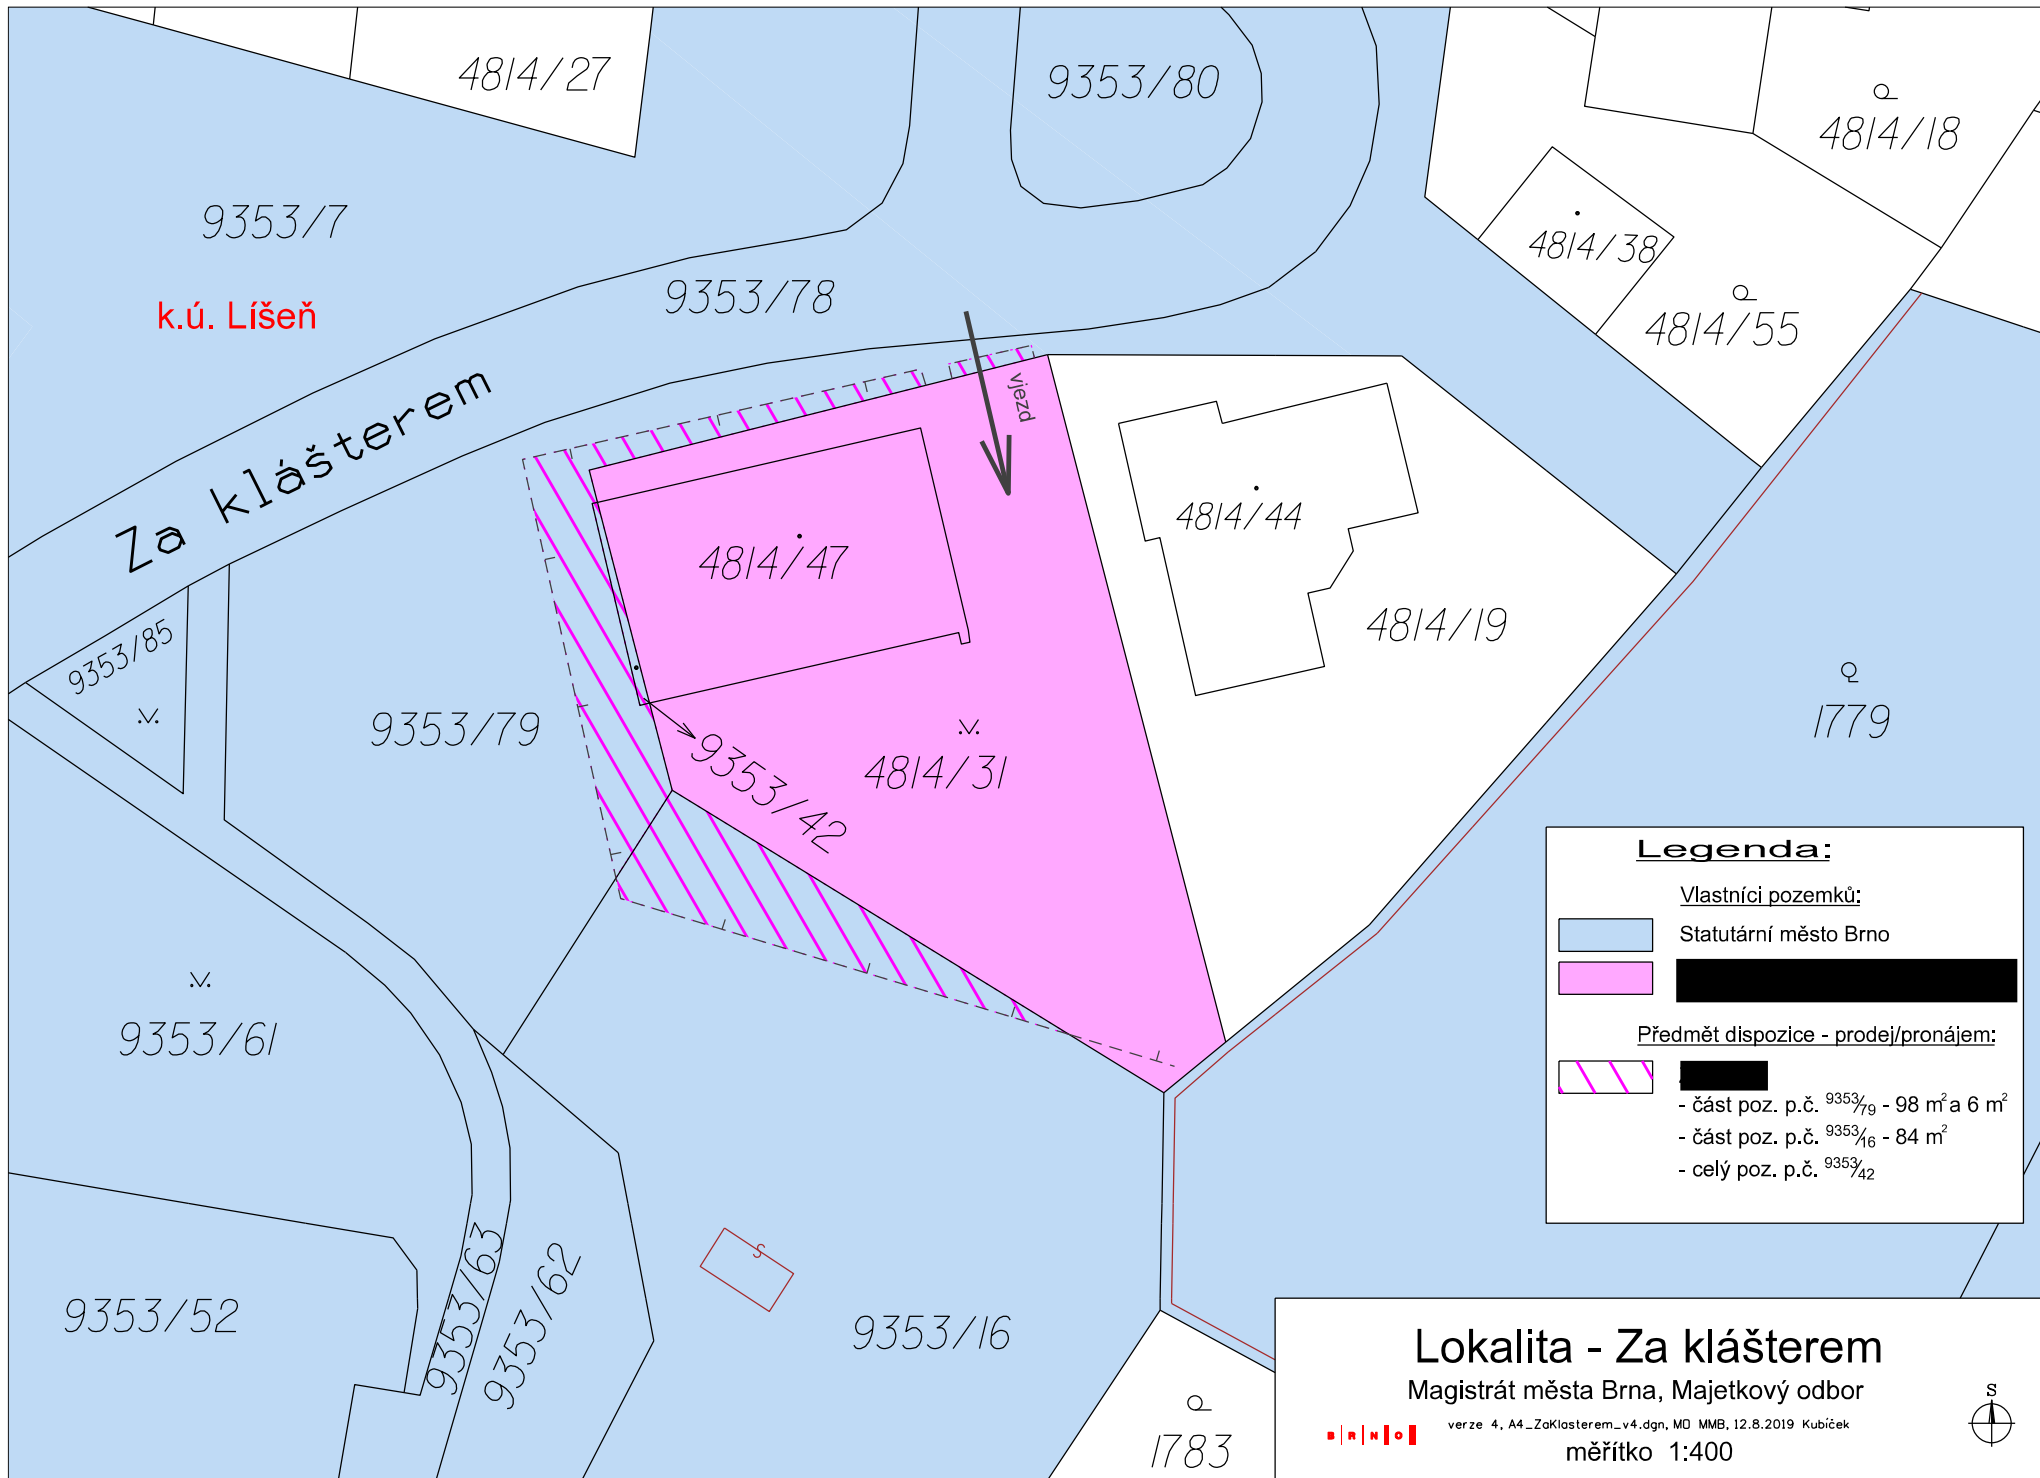 4814/27
9353/80
4814/18
9353/7
4814/38
k.ú. Líšeň
9353/78
4814/55
vjezd
Za klášterem
4814/47
4814/44
4814/19
9353/85
9353/79
1779
4814/31
9353/42
9353/61
9353/63
9353/62
9353/52
S
9353/16
1783
Legenda:
Vlastníci pozemků:
Statutární město Brno
Předmět dispozice - prodej/pronájem:
- část poz. p.č. 9353/79 - 98 m² a 6 m²
- část poz. p.č. 9353/16 - 84 m²
- celý poz. p.č. 9353/42
Lokalita - Za klášterem
Magistrát města Brna, Majetkový odbor
verze 4, A4_ZaKlasterem_v4.dgn, MO MMB, 12.8.2019 Kubíček
BRNO
měřítko 1:400
S